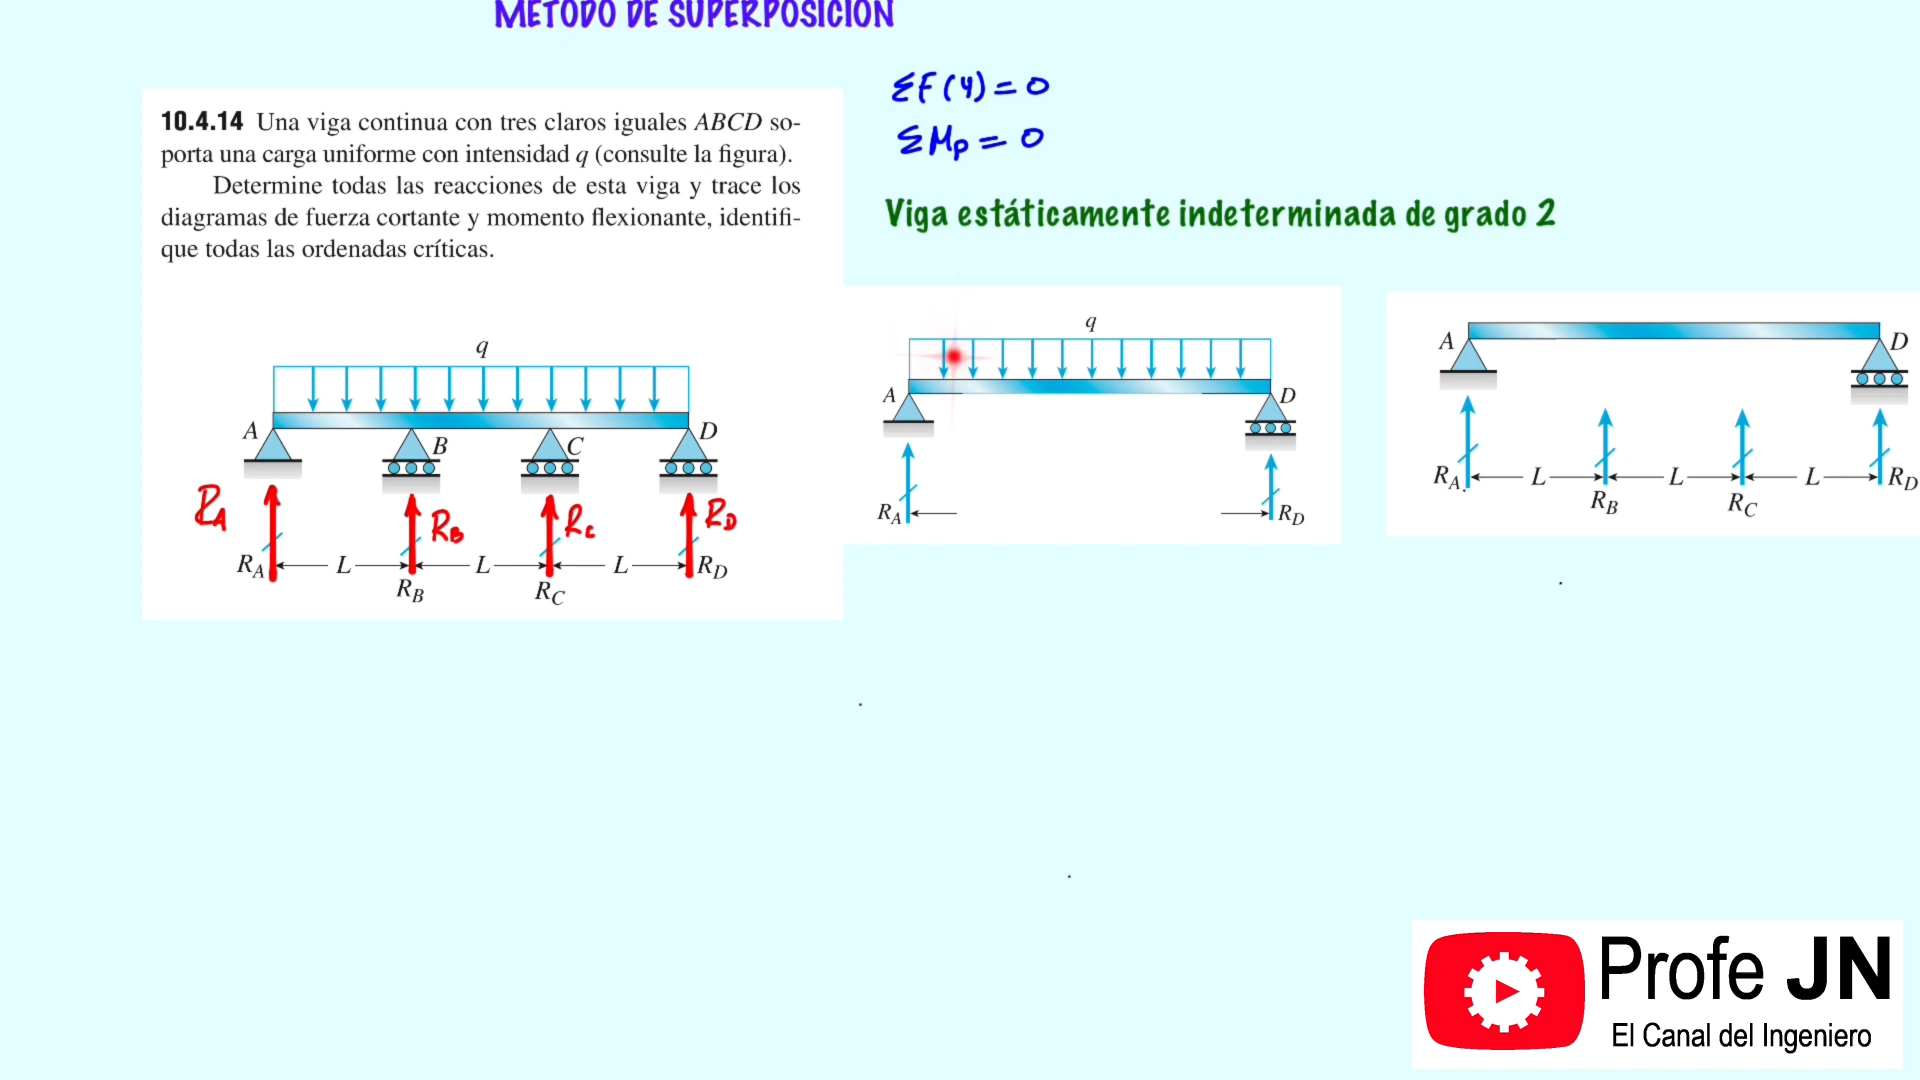 METODO DE SUPERPOSICION
ΣF(y) = 0
ΣMp = 0
Viga estáticamente indeterminada de grado 2
10.4.14 Una viga continua con tres claros iguales ABCD so-
porta una carga uniforme con intensidad q (consulte la figura).
Determine todas las reacciones de esta viga y trace los
diagramas de fuerza cortante y momento flexionante, identifi-
que todas las ordenadas críticas.
q
A B C D
RA RB RC RD
RA L L L RD
RB RC
q
A D
RA RD
A D
RA L L L RD
RB RC
Profe JN
El Canal del Ingeniero